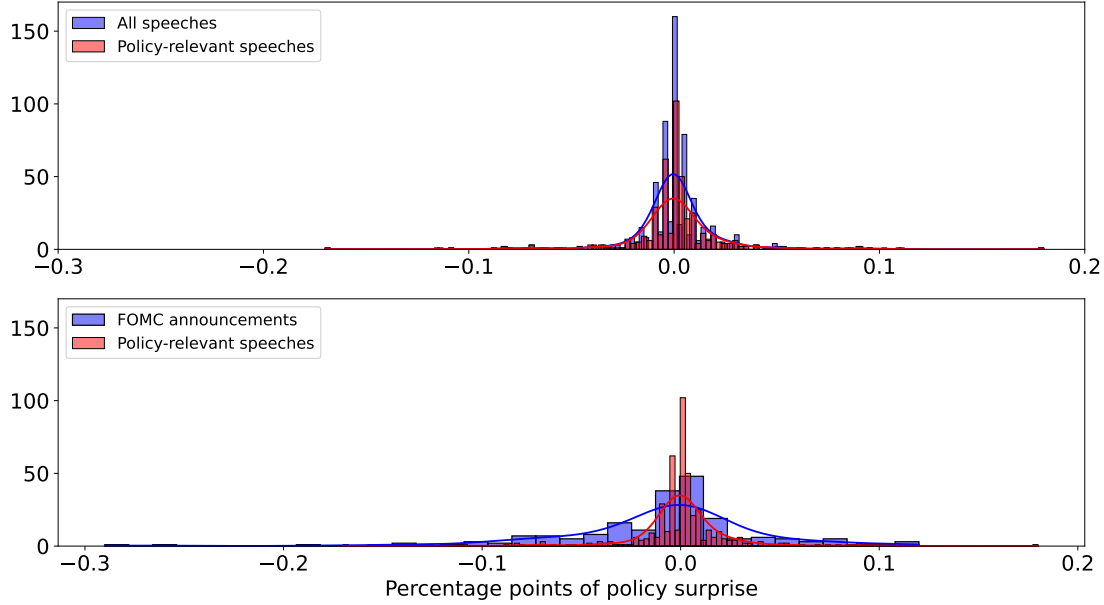 All speeches
Policy-relevant speeches
150
100
50
0
−0.3 −0.2 −0.1 0.0 0.1 0.2
FOMC announcements
Policy-relevant speeches
150
100
50
0
−0.3 −0.2 −0.1 0.0 0.1 0.2
Percentage points of policy surprise